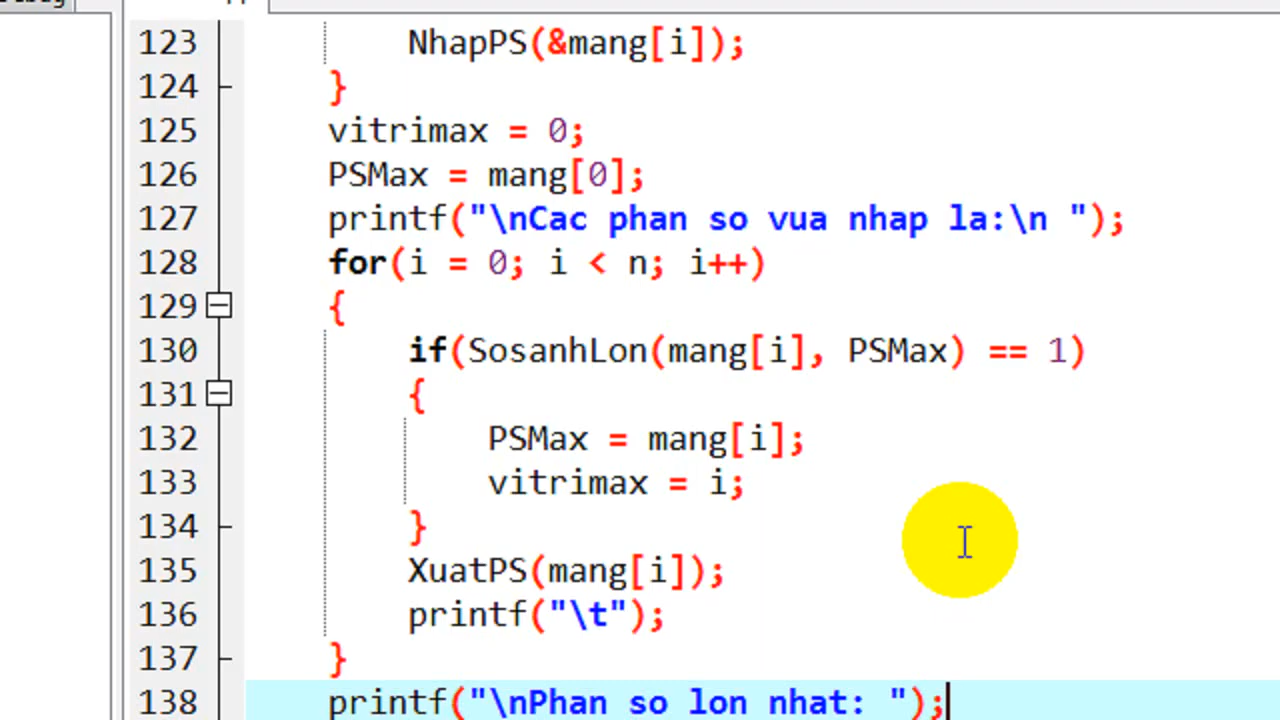 123 NhapPS(&mang[i]);
124 }
125 vitrimax = 0;
126 PSMax = mang[0];
127 printf("\nCac phan so vua nhap la:\n ");
128 for(i = 0; i < n; i++)
129 {
130 if(SosanhLon(mang[i], PSMax) == 1)
131 {
132 PSMax = mang[i];
133 vitrimax = i;
134 }
135 XuatPS(mang[i]);
136 printf("\t");
137 }
138 printf("\nPhan so lon nhat: ");